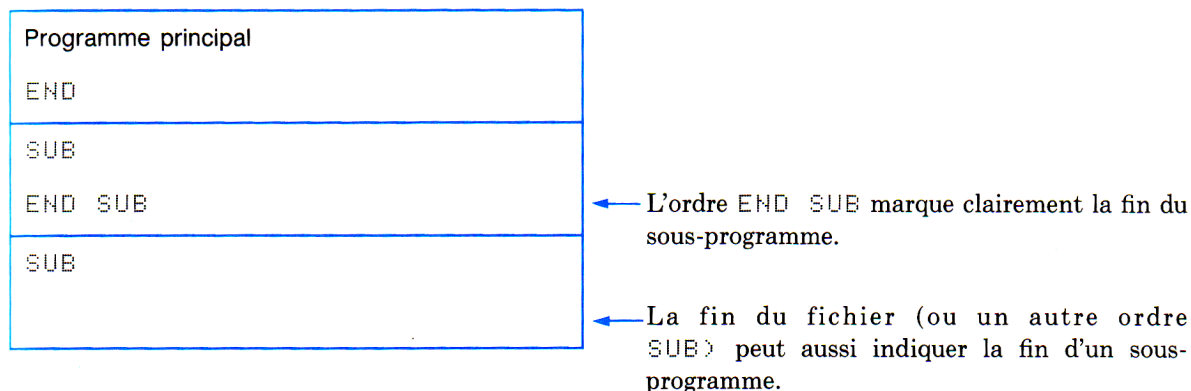 Programme principal
END
SUB
END SUB
L'ordre END SUB marque clairement la fin du
sous-programme.
SUB
La fin du fichier (ou un autre ordre
SUB) peut aussi indiquer la fin d'un sous-
programme.